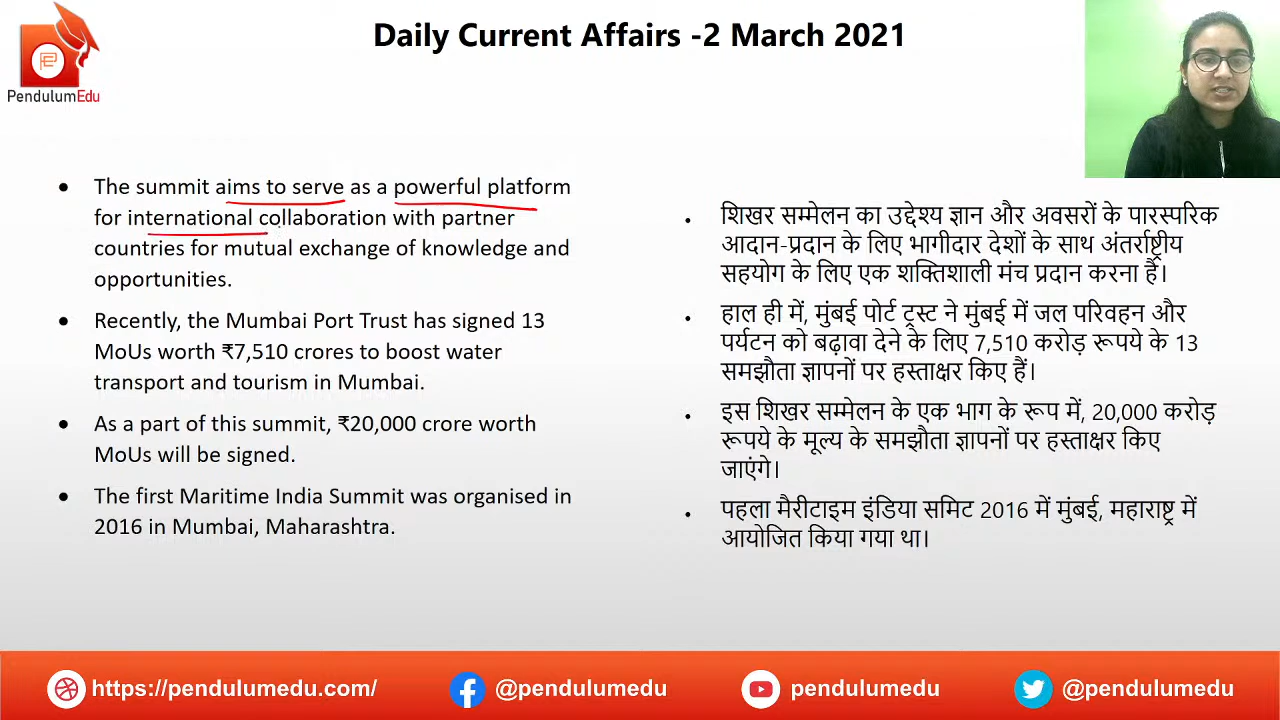 Daily Current Affairs -2 March 2021
PendulumEdu
The summit aims to serve as a powerful platform
for international collaboration with partner
countries for mutual exchange of knowledge and
opportunities.
Recently, the Mumbai Port Trust has signed 13
MoUs worth ₹7,510 crores to boost water
transport and tourism in Mumbai.
As a part of this summit, ₹20,000 crore worth
MoUs will be signed.
The first Maritime India Summit was organised in
2016 in Mumbai, Maharashtra.
शिखर सम्मेलन का उद्देश्य ज्ञान और अवसरों के पारस्परिक
आदान-प्रदान के लिए भागीदार देशों के साथ अंतर्राष्ट्रीय
सहयोग के लिए एक शक्तिशाली मंच प्रदान करना है।
हाल ही में, मुंबई पोर्ट ट्रस्ट ने मुंबई में जल परिवहन और
पर्यटन को बढ़ावा देने के लिए 7,510 करोड़ रूपये के 13
समझौता ज्ञापनों पर हस्ताक्षर किए हैं।
इस शिखर सम्मेलन के एक भाग के रूप में, 20,000 करोड़
रूपये के मूल्य के समझौता ज्ञापनों पर हस्ताक्षर किए
जाएंगे।
पहला मैरीटाइम इंडिया समिट 2016 में मुंबई, महाराष्ट्र में
आयोजित किया गया था।
https://pendulumedu.com/
@pendulumedu
pendulumedu
@pendulumedu